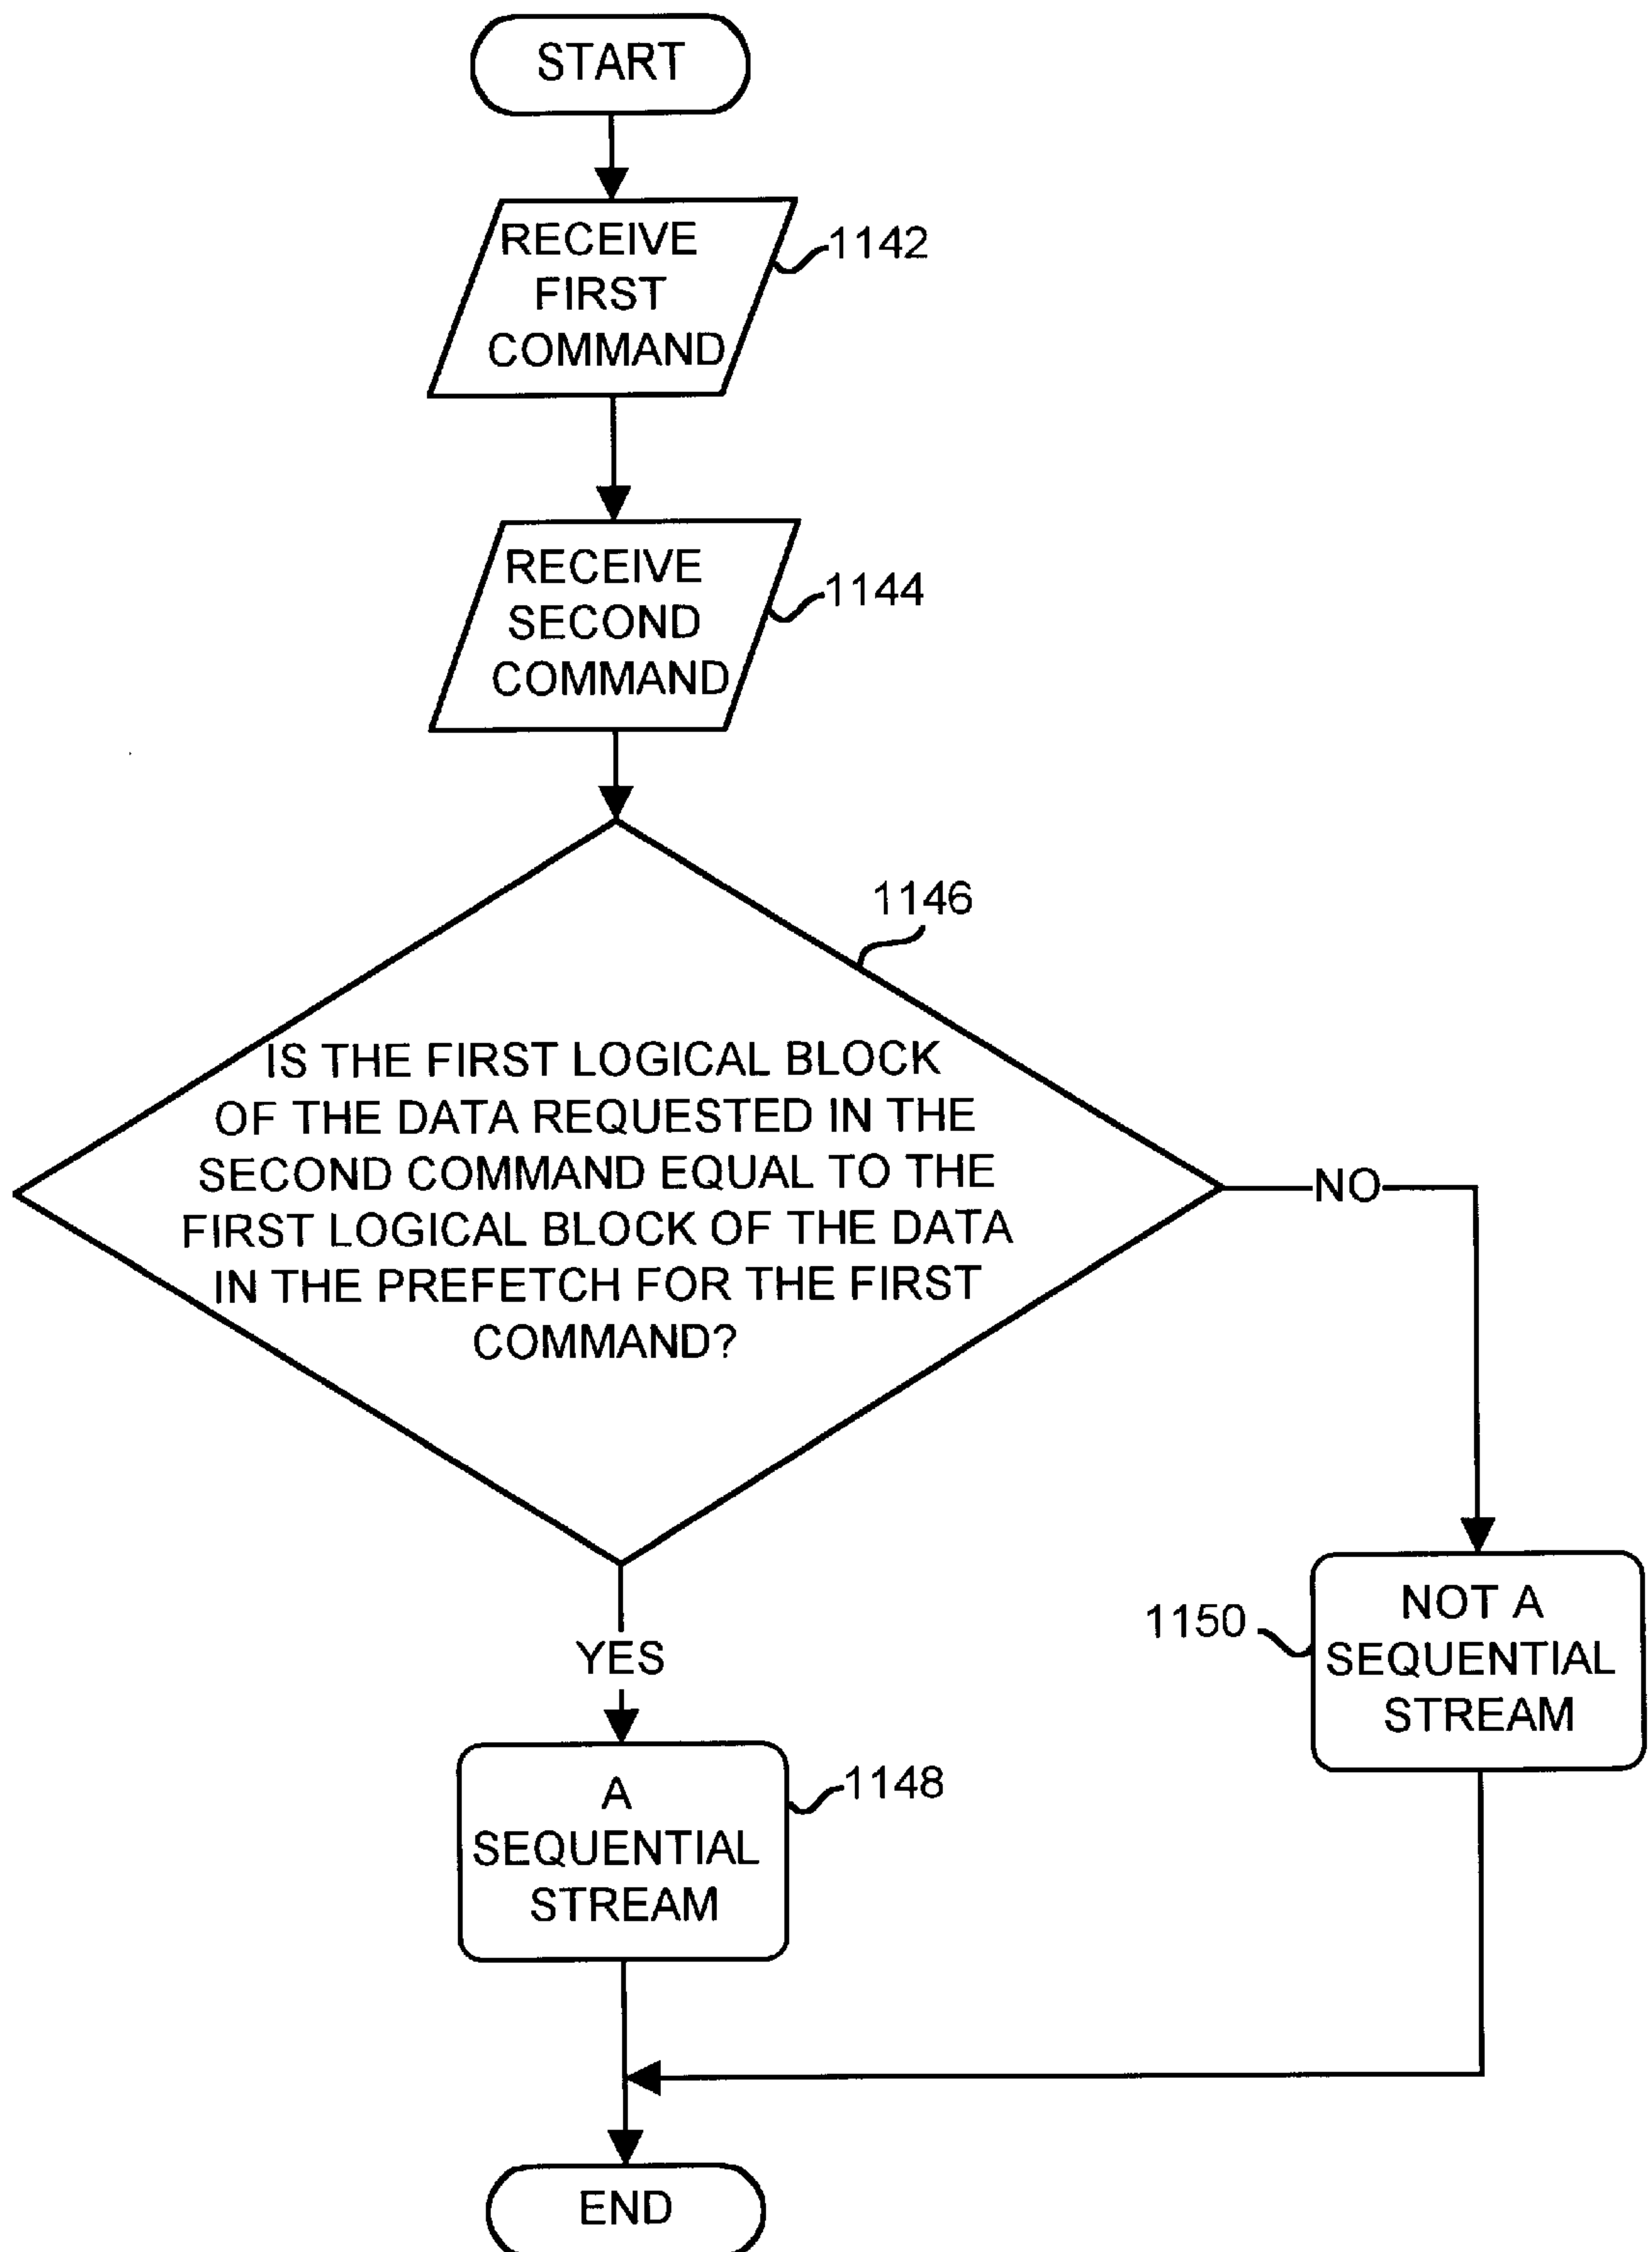 START
RECEIVE
FIRST
COMMAND
1142
RECEIVE
SECOND
COMMAND
1144
1146
IS THE FIRST LOGICAL BLOCK
OF THE DATA REQUESTED IN THE
SECOND COMMAND EQUAL TO THE
FIRST LOGICAL BLOCK OF THE DATA
IN THE PREFETCH FOR THE FIRST
COMMAND?
NO
YES
1150
NOT A
SEQUENTIAL
STREAM
A
SEQUENTIAL
STREAM
1148
END